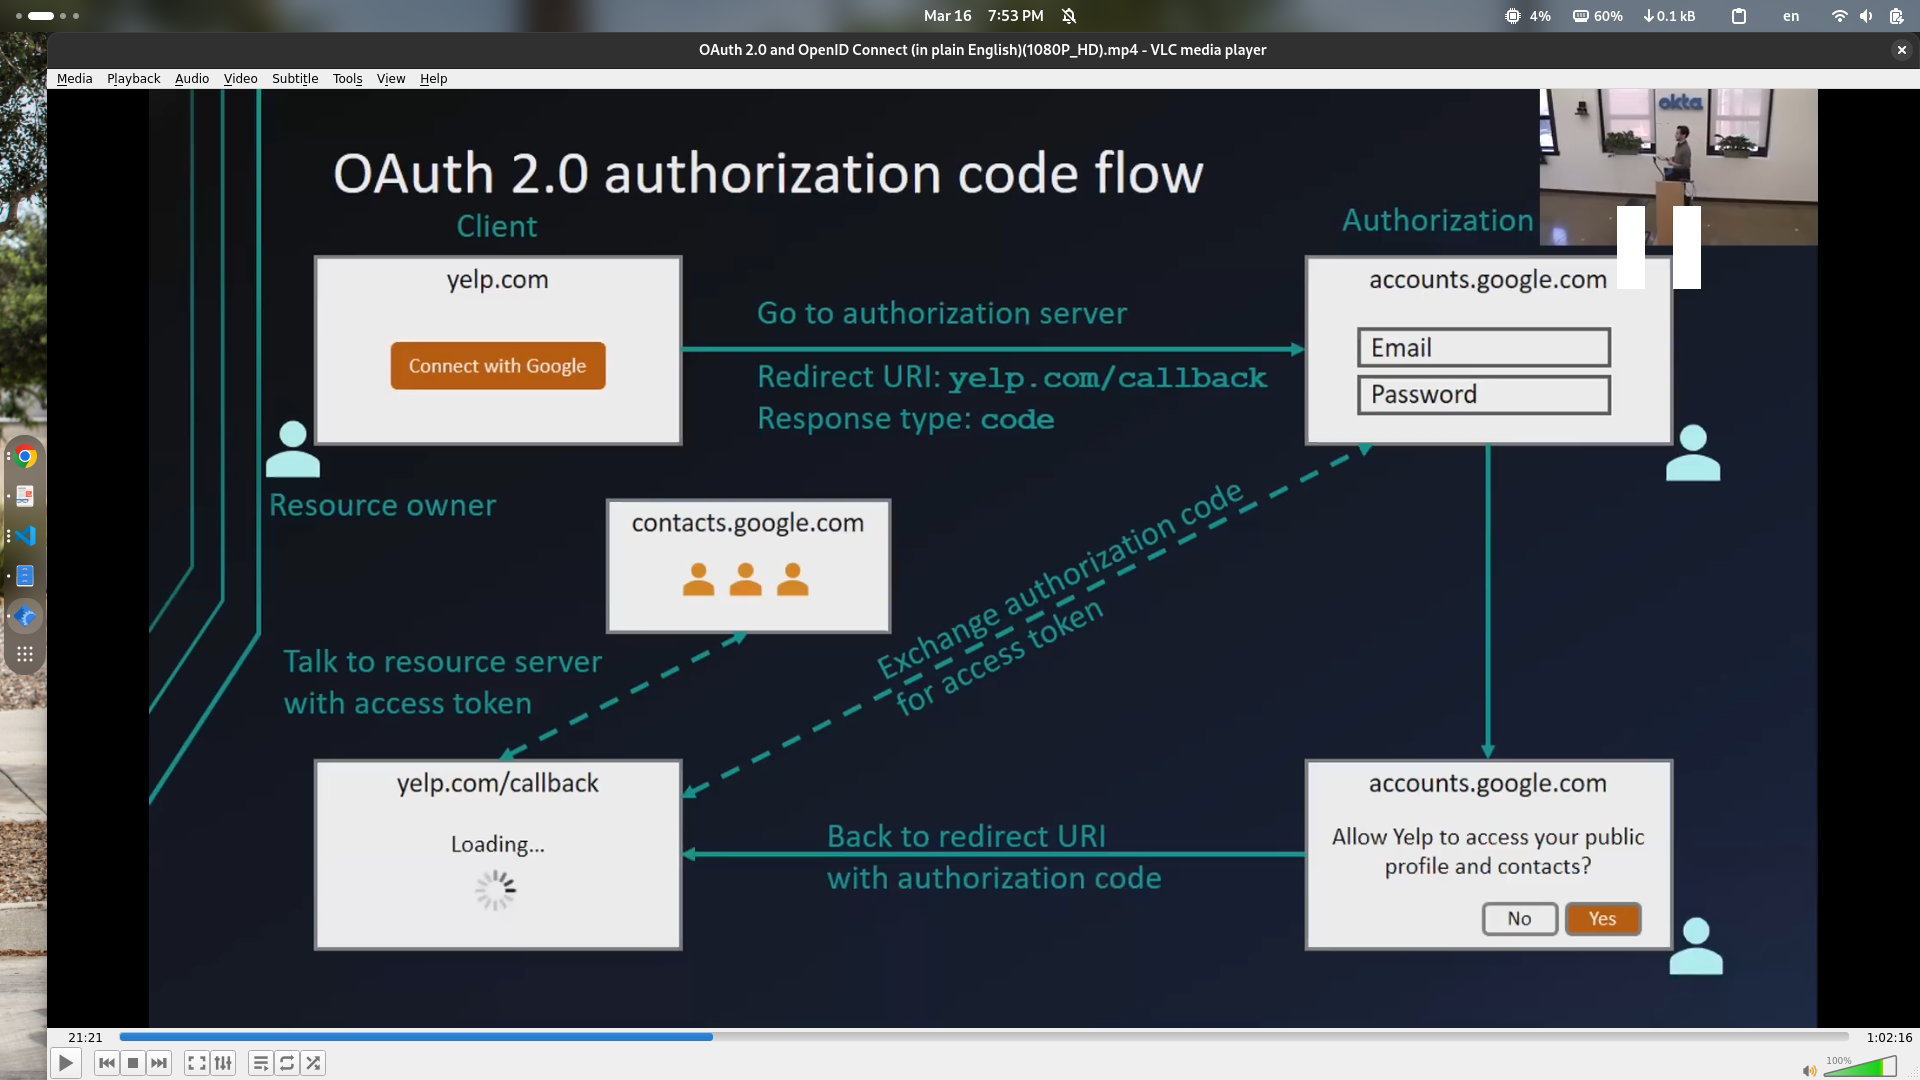 Mar 16 7:53 PM
4% 60% 0.1 kB en
OAuth 2.0 and OpenID Connect (in plain English)(1080P_HD).mp4 - VLC media player
Media Playback Audio Video Subtitle Tools View Help
okta
OAuth 2.0 authorization code flow
Client
Authorization
yelp.com
Connect with Google
Go to authorization server
Redirect URI: yelp.com/callback
Response type: code
accounts.google.com
Email
Password
Resource owner
contacts.google.com
Exchange authorization code
for access token
Talk to resource server
with access token
yelp.com/callback
Loading...
Back to redirect URI
with authorization code
accounts.google.com
Allow Yelp to access your public
profile and contacts?
No Yes
21:21 1:02:16
100%